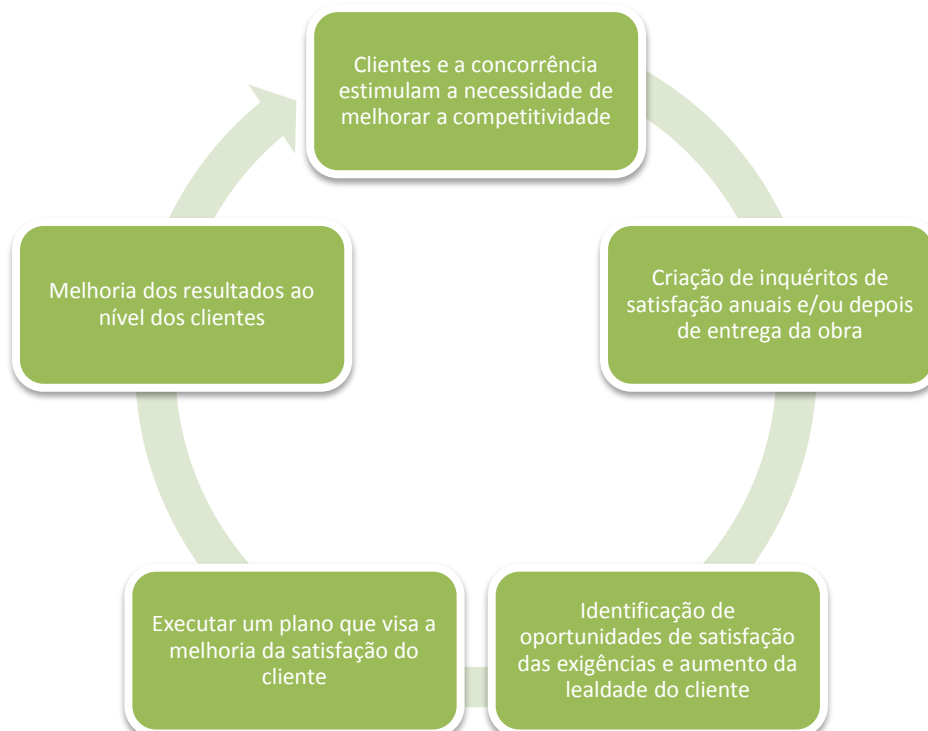 Clientes e a concorrência
estimulam a necessidade de
melhorar a competitividade
Criação de inquéritos de
satisfação anuais e/ou depois
de entrega da obra
Identificação de
oportunidades de satisfação
das exigências e aumento da
lealdade do cliente
Executar um plano que visa a
melhoria da satisfação do
cliente
Melhoria dos resultados ao
nível dos clientes